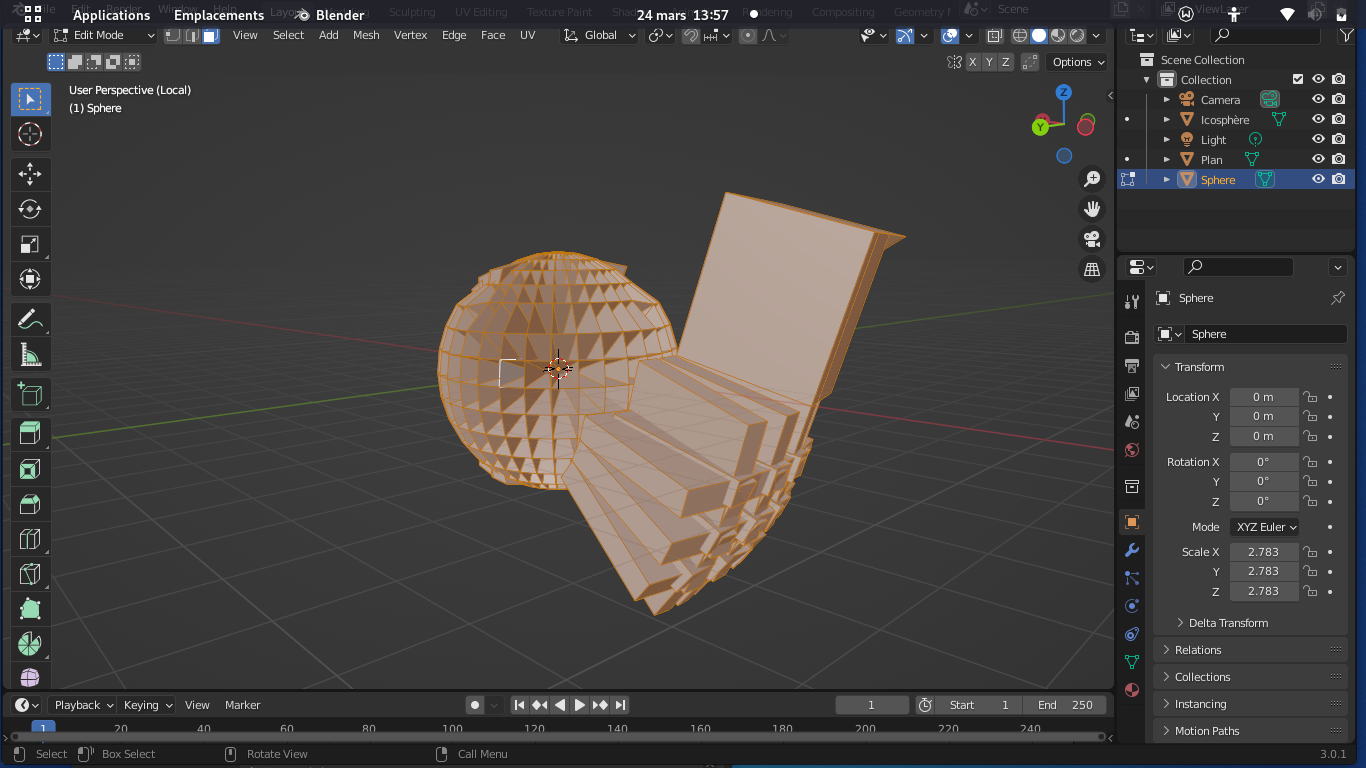 Applications Emplacements Blender 24 mars 13:57
Edit Mode View Select Add Mesh Vertex Edge Face UV Global
X Y Z Options
User Perspective (Local)
(1) Sphere
Z
Y
Scene Collection
Collection
Camera
Icosphère
Light
Plan
Sphere
Sphere
Sphere
Transform
Location X 0 m
Y 0 m
Z 0 m
Rotation X 0°
Y 0°
Z 0°
Mode XYZ Euler
Scale X 2.783
Y 2.783
Z 2.783
Delta Transform
Relations
Collections
Instancing
Motion Paths
Playback Keying View Marker 1 Start 1 End 250
1 20 40 60 80 100 120 140 160 180 200 220 240
Select Box Select Rotate View Call Menu 3.0.1